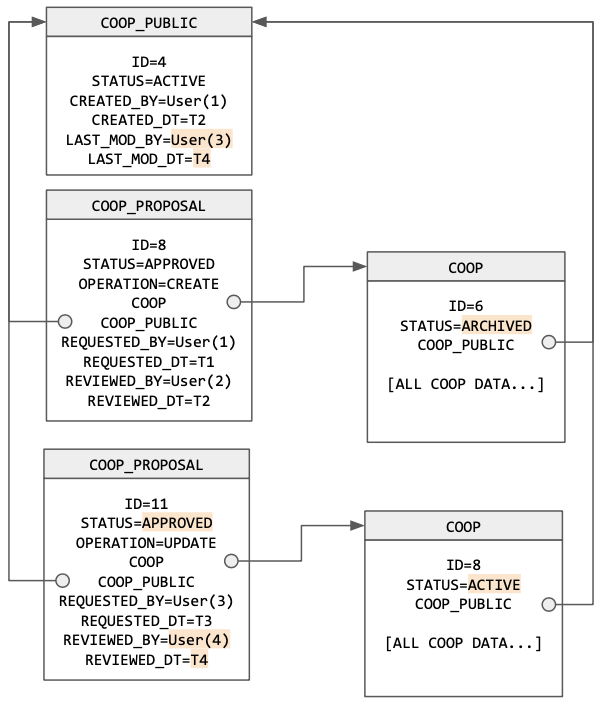 COOP_PUBLIC
ID=4
STATUS=ACTIVE
CREATED_BY=User(1)
CREATED_DT=T2
LAST_MOD_BY=User(3)
LAST_MOD_DT=T4
COOP_PROPOSAL
ID=8
STATUS=APPROVED
OPERATION=CREATE
COOP
COOP_PUBLIC
REQUESTED_BY=User(1)
REQUESTED_DT=T1
REVIEWED_BY=User(2)
REVIEWED_DT=T2
COOP
ID=6
STATUS=ARCHIVED
COOP_PUBLIC
[ALL COOP DATA...]
COOP_PROPOSAL
ID=11
STATUS=APPROVED
OPERATION=UPDATE
COOP
COOP_PUBLIC
REQUESTED_BY=User(3)
REQUESTED_DT=T3
REVIEWED_BY=User(4)
REVIEWED_DT=T4
COOP
ID=8
STATUS=ACTIVE
COOP_PUBLIC
[ALL COOP DATA...]